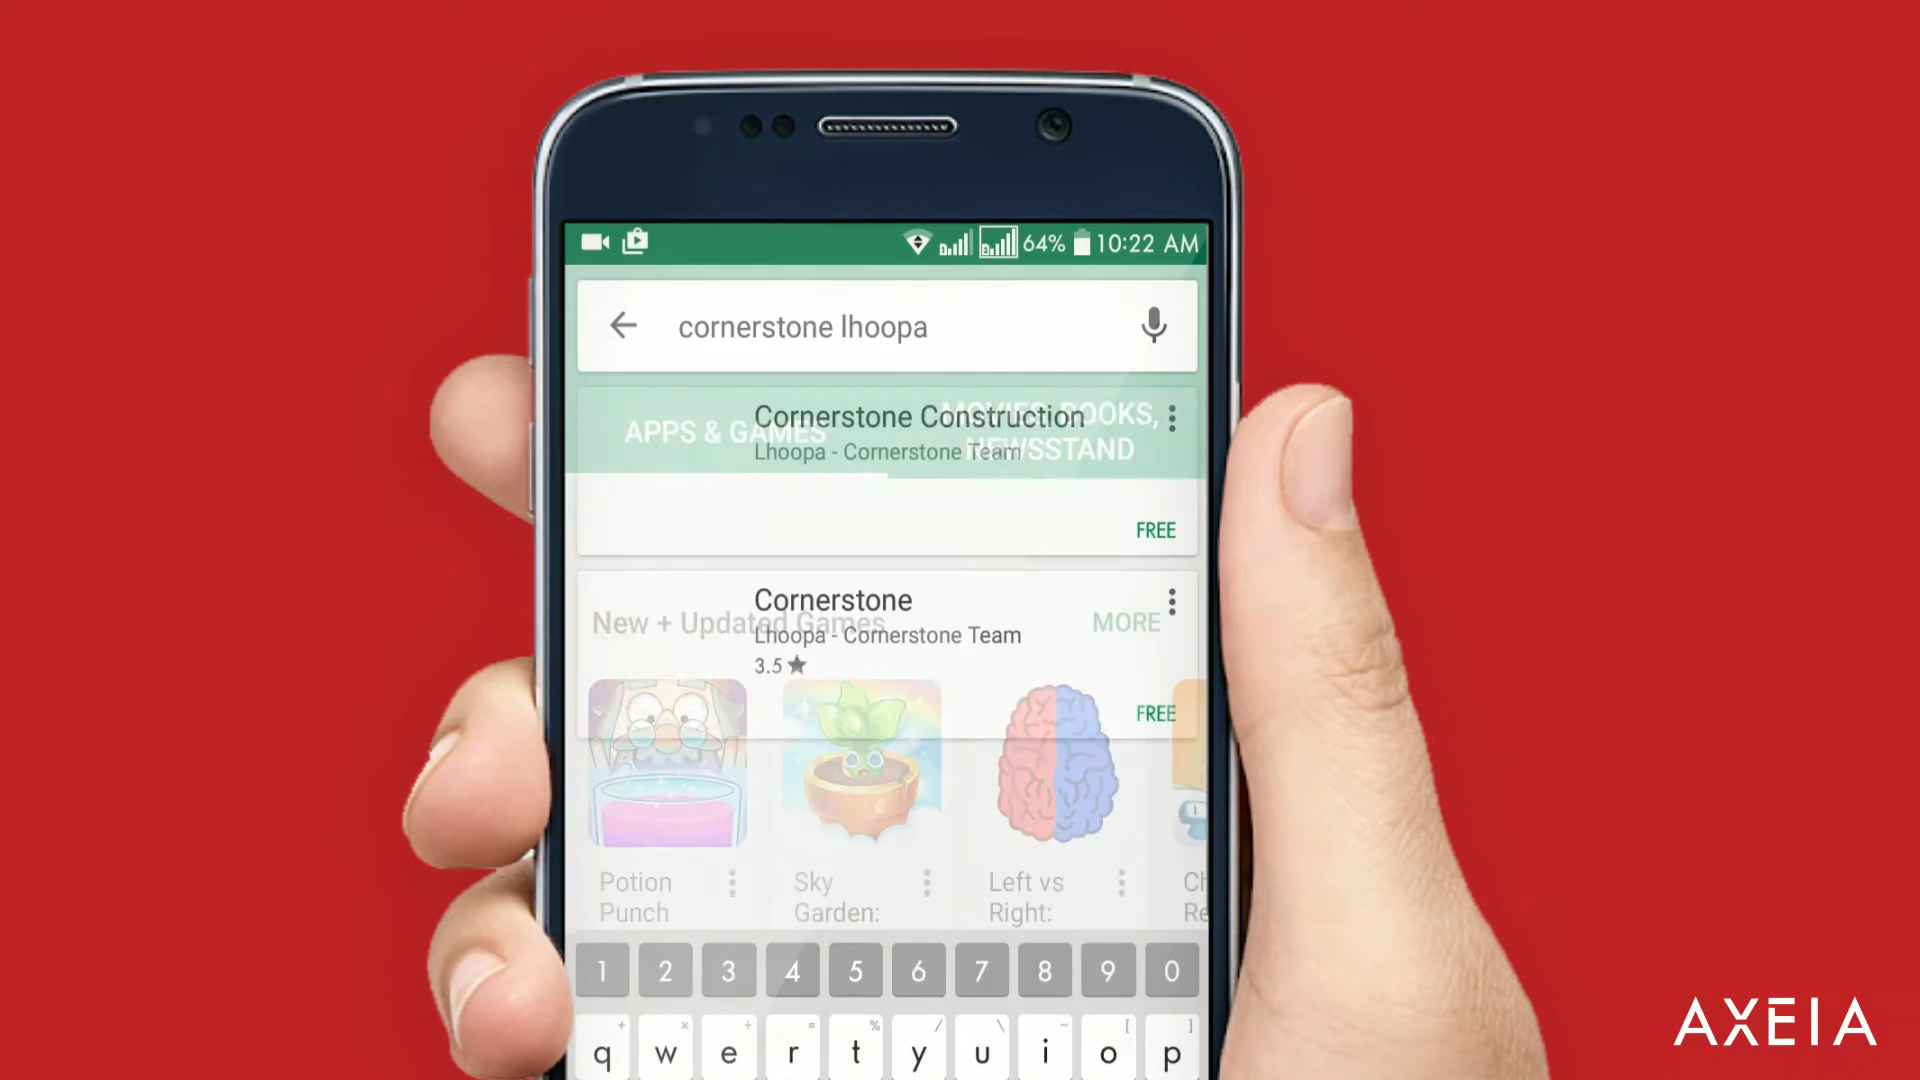 64% 10:22 AM
cornerstone lhoopa
Cornerstone Construction
Lhoopa - Cornerstone Team
APPS & GAMES
MOVIES, BOOKS,
NEWSSTAND
FREE
Cornerstone
Lhoopa - Cornerstone Team
3.5★
New + Updated Games
MORE
FREE
Potion
Punch
Sky
Garden:
Left vs
Right:
Ch
Re
1 2 3 4 5 6 7 8 9 0
+ × ÷ = % / \ ~ [ ]
q w e r t y u i o p
AXEIA